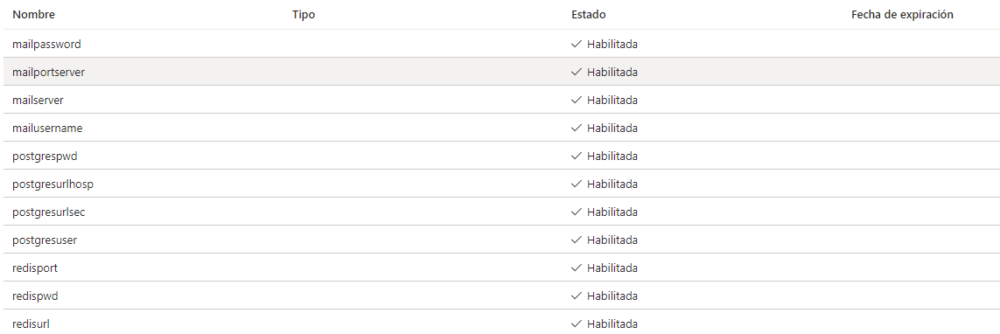 Nombre Tipo Estado Fecha de expiración
mailpassword Habilitada
mailportserver Habilitada
mailserver Habilitada
mailusername Habilitada
postgrespwd Habilitada
postgresurlhosp Habilitada
postgresurlsec Habilitada
postgresuser Habilitada
redisport Habilitada
redispwd Habilitada
redisurl Habilitada